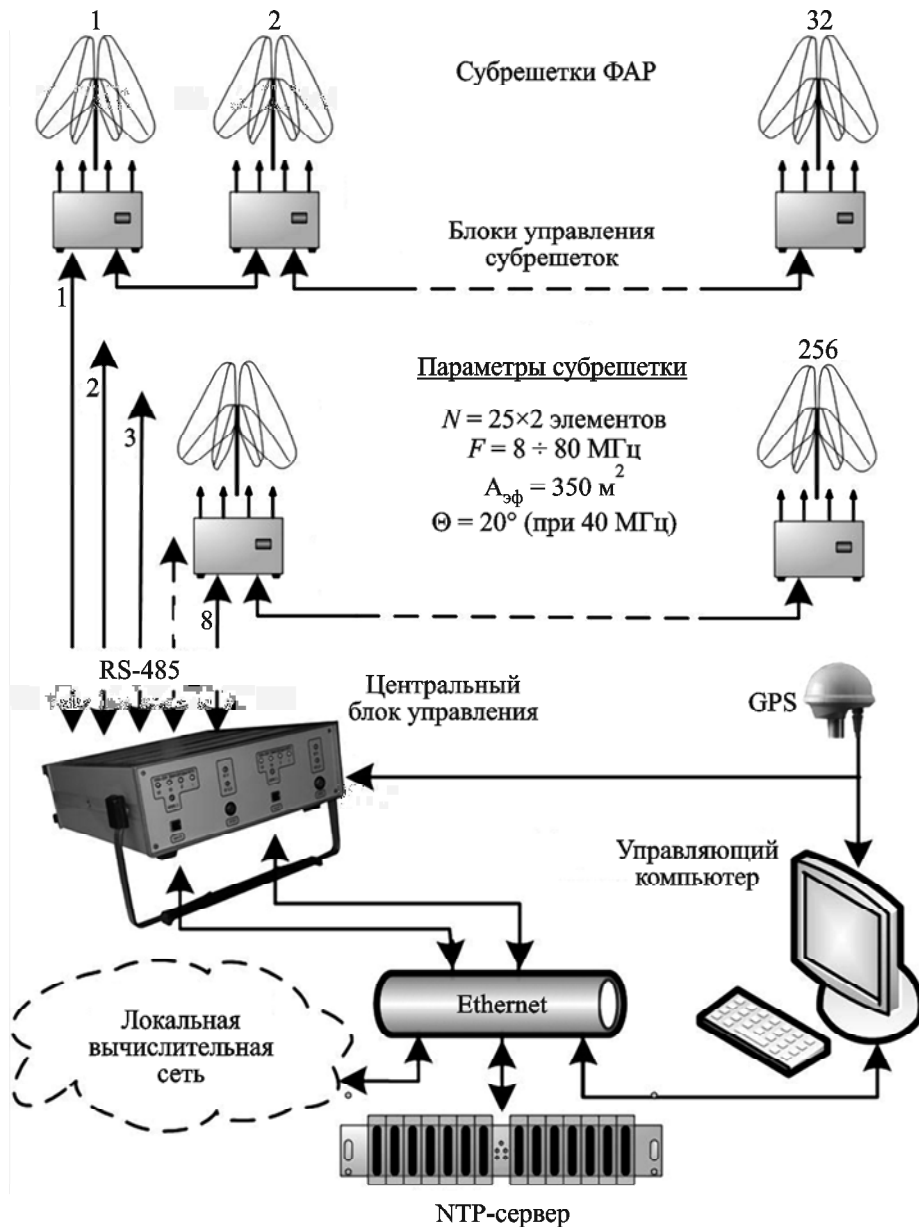 1
2
32
Субрешетки ФАР
Блоки управления
субрешеток
1
2
3
8
256
Параметры субрешетки
N = 25×2 элементов
F = 8 ÷ 80 МГц
Aэф = 350 м²
Θ = 20° (при 40 МГц)
RS-485
Центральный
блок управления
GPS
Управляющий
компьютер
Ethernet
Локальная
вычислительная
сеть
NTP-сервер